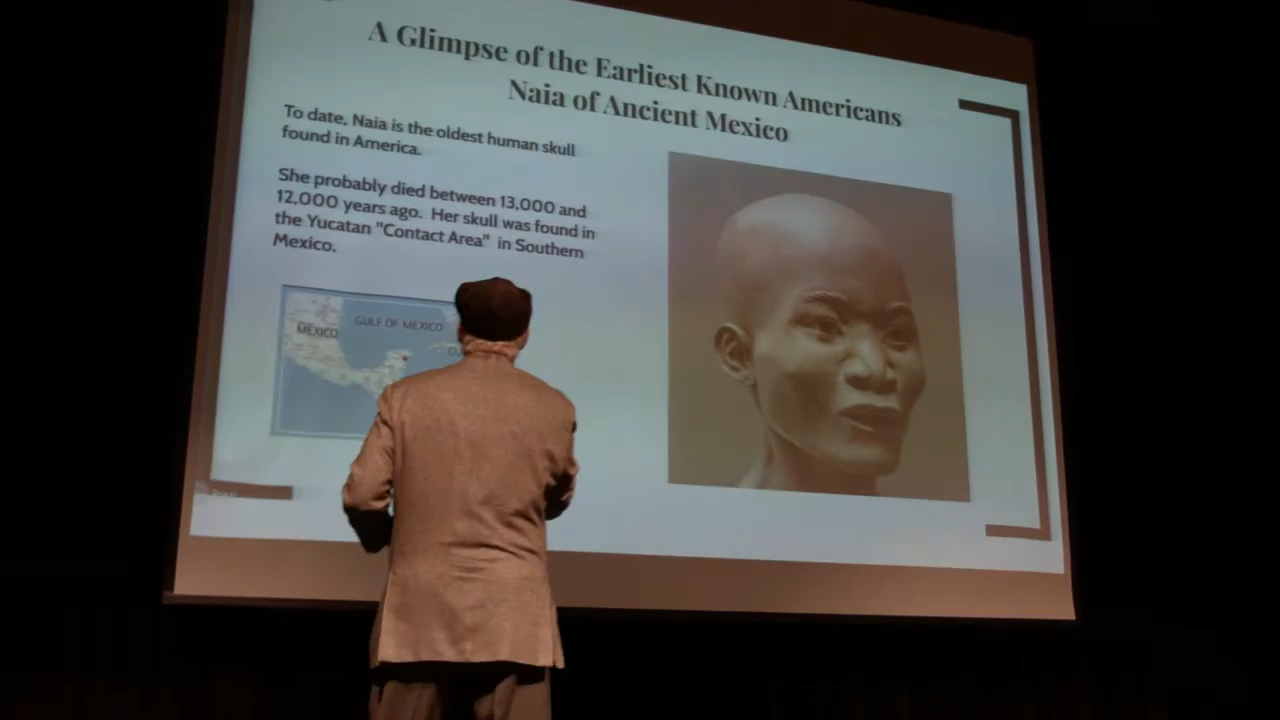 A Glimpse of the Earliest Known Americans
Naia of Ancient Mexico
To date, Naia is the oldest human skull
found in America.
She probably died between 13,000 and
12,000 years ago. Her skull was found in
the Yucatan "Contact Area" in Southern
Mexico.
MEXICO
GULF OF MEXICO